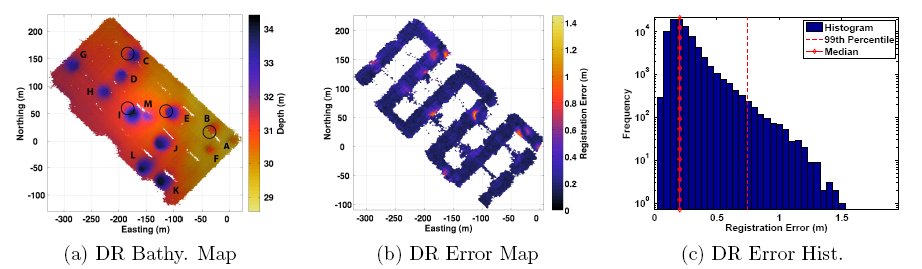 200
150
100
50
0
-50
-100
Northing (m)
-300 -250 -200 -150 -100 -50 0
Easting (m)
G
C
D
H
M
I
E
B
A
F
J
L
K
34
33
32
31
30
29
Depth (m)
(a) DR Bathy. Map
200
150
100
50
0
-50
-100
Northing (m)
-300 -250 -200 -150 -100 -50 0
Easting (m)
1.4
1.2
1
0.8
0.6
0.4
0.2
0
Registration Error (m)
(b) DR Error Map
10^4
10^3
10^2
10^1
10^0
Frequency
Histogram
99th Percentile
Median
0 0.5 1 1.5
Registration Error (m)
(c) DR Error Hist.